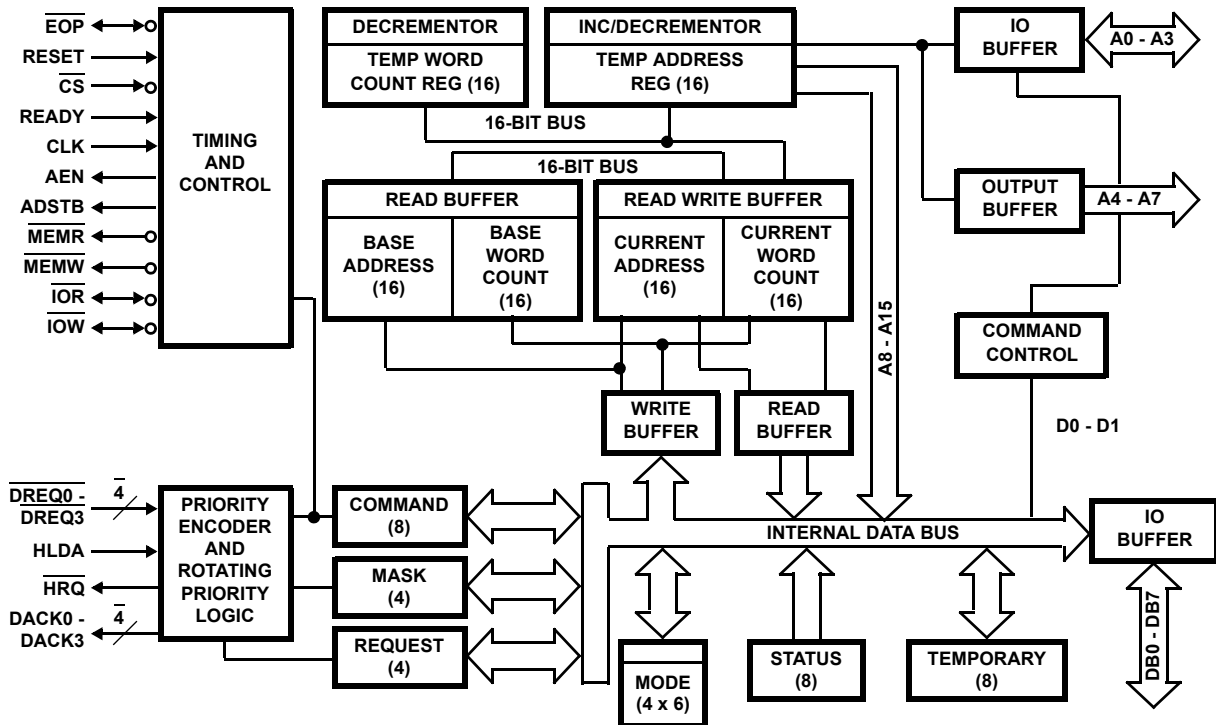 EOP
RESET
CS
READY
CLK
AEN
ADSTB
MEMR
MEMW
IOR
IOW
TIMING
AND
CONTROL
DECREMENTOR
TEMP WORD
COUNT REG (16)
INC/DECREMENTOR
TEMP ADDRESS
REG (16)
16-BIT BUS
16-BIT BUS
READ BUFFER
BASE
ADDRESS
(16)
BASE
WORD
COUNT
(16)
READ WRITE BUFFER
CURRENT
ADDRESS
(16)
CURRENT
WORD
COUNT
(16)
IO
BUFFER
A0 - A3
OUTPUT
BUFFER
A4 - A7
COMMAND
CONTROL
A8 - A15
WRITE
BUFFER
READ
BUFFER
D0 - D1
DREQ0 -
DREQ3
4
HLDA
HRQ
DACK0 -
DACK3
4
PRIORITY
ENCODER
AND
ROTATING
PRIORITY
LOGIC
COMMAND
(8)
MASK
(4)
REQUEST
(4)
INTERNAL DATA BUS
IO
BUFFER
MODE
(4 x 6)
STATUS
(8)
TEMPORARY
(8)
DB0 - DB7